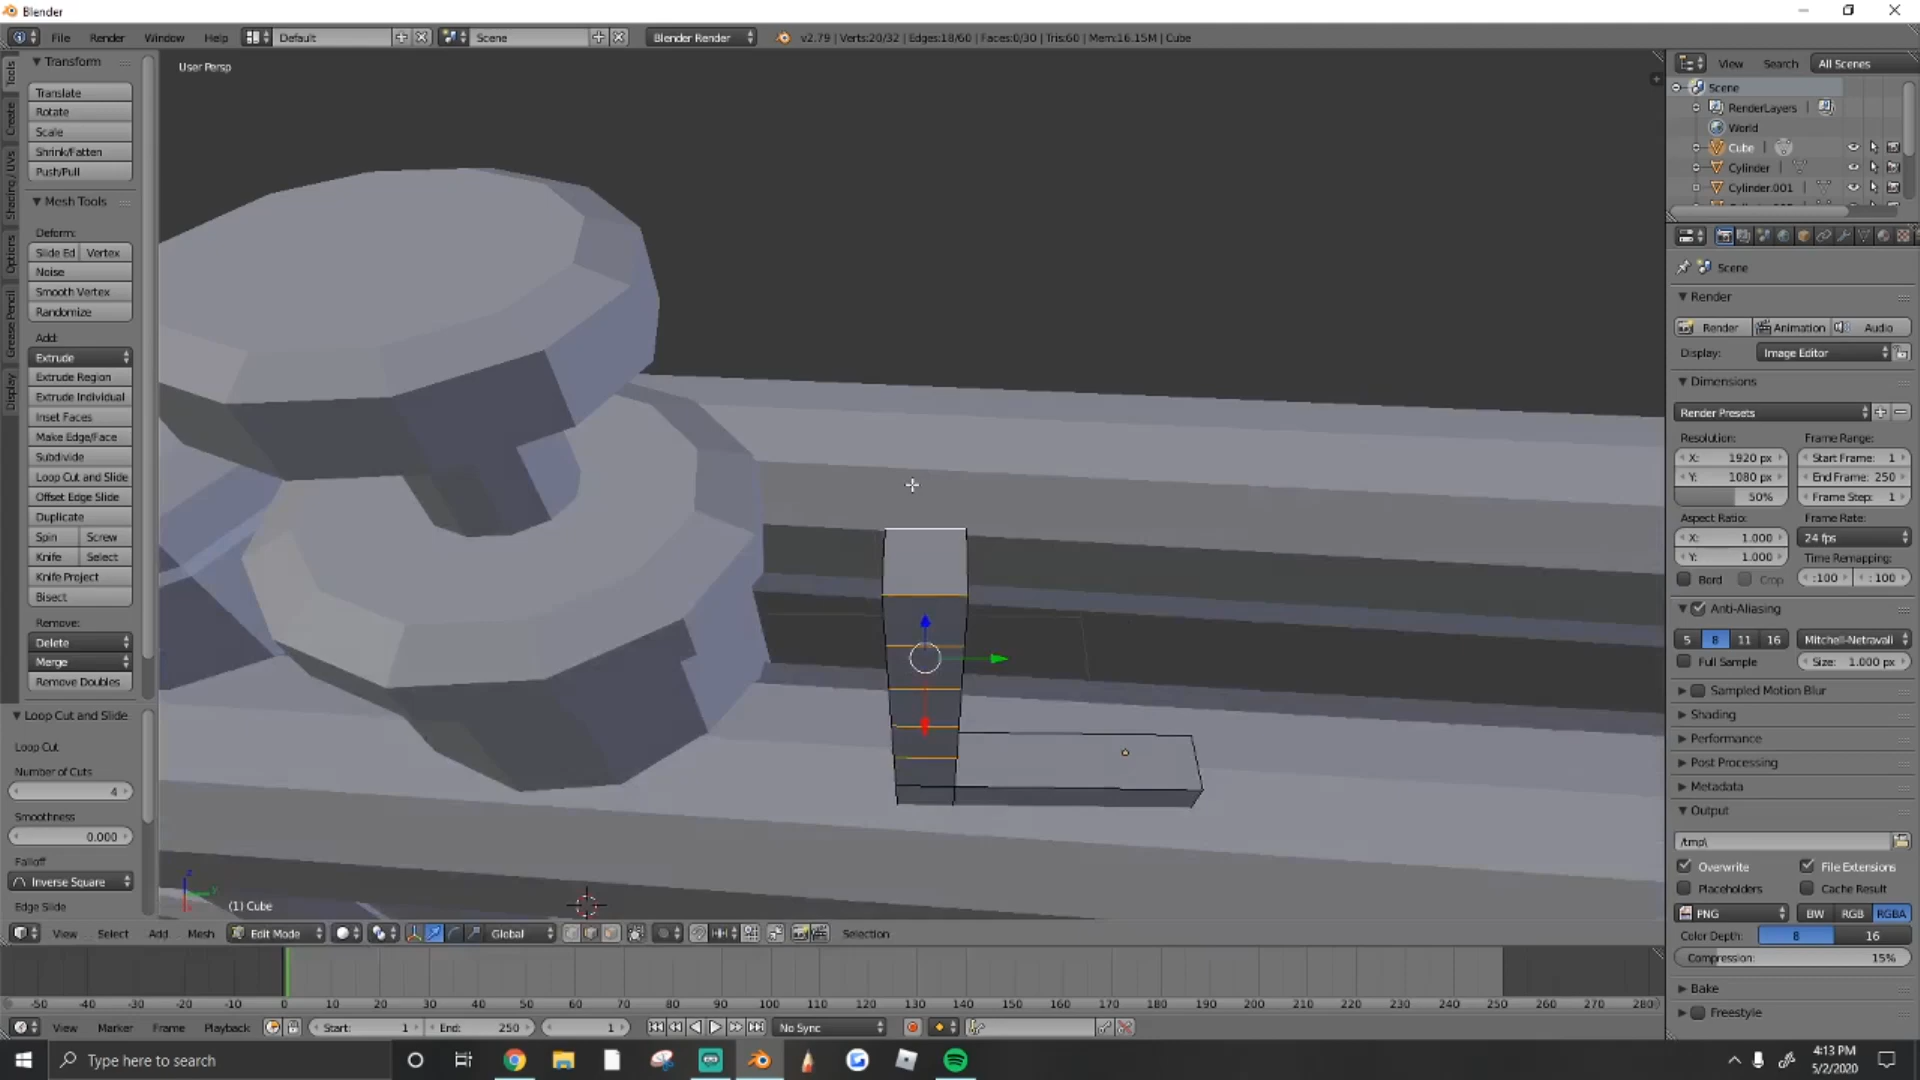 Blender
File Render Window Help Default Scene Blender Render v2.79 | Verts:20/32 | Edges:18/60 | Faces:0/30 | Tris:60 | Mem:16.15M | Cube
Tools
Create
Shading / UVs
Options
Grease Pencil
Display
Transform
Translate
Rotate
Scale
Shrink/Fatten
Push/Pull
Mesh Tools
Deform:
Slide Ed Vertex
Noise
Smooth Vertex
Randomize
Add:
Extrude
Extrude Region
Extrude Individual
Inset Faces
Make Edge/Face
Subdivide
Loop Cut and Slide
Offset Edge Slide
Duplicate
Spin Screw
Knife Select
Knife Project
Bisect
Remove:
Delete
Merge
Remove Doubles
Loop Cut and Slide
Loop Cut
Number of Cuts
4
Smoothness
0.000
Falloff
Inverse Square
Edge Slide
User Persp
(1) Cube
View Select Add Mesh Edit Mode Global Selection
View Search All Scenes
Scene
RenderLayers
World
Cube
Cylinder
Cylinder.001
Scene
Render
Render Animation Audio
Display: Image Editor
Dimensions
Render Presets
Resolution: Frame Range:
X: 1920 px Start Frame: 1
Y: 1080 px End Frame: 250
50% Frame Step: 1
Aspect Ratio: Frame Rate:
X: 1.000 24 fps
Y: 1.000 Time Remapping:
Bord Crop :100 : 100
Anti-Aliasing
5 8 11 16 Mitchell-Netravali
Full Sample Size: 1.000 px
Sampled Motion Blur
Shading
Performance
Post Processing
Metadata
Output
/tmp\
Overwrite File Extensions
Placeholders Cache Result
PNG BW RGB RGBA
Color Depth: 8 16
Compression: 15%
Bake
Freestyle
-50 -40 -30 -20 -10 0 10 20 30 40 50 60 70 80 90 100 110 120 130 140 150 160 170 180 190 200 210 220 230 240 250 260 270 280
View Marker Frame Playback Start: 1 End: 250 1 No Sync
Type here to search
4:13 PM
5/2/2020